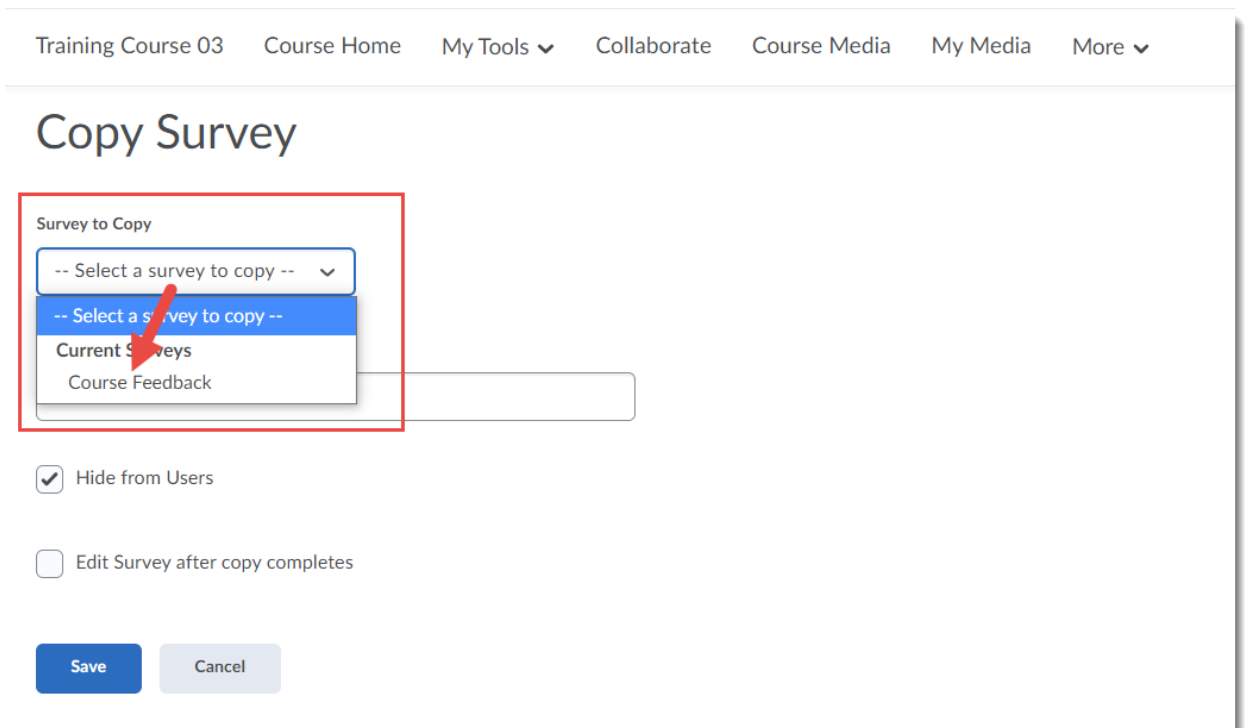 Training Course 03 Course Home My Tools Collaborate Course Media My Media More
Copy Survey
Survey to Copy
-- Select a survey to copy --
-- Select a survey to copy --
Current Surveys
Course Feedback
Hide from Users
Edit Survey after copy completes
Save Cancel